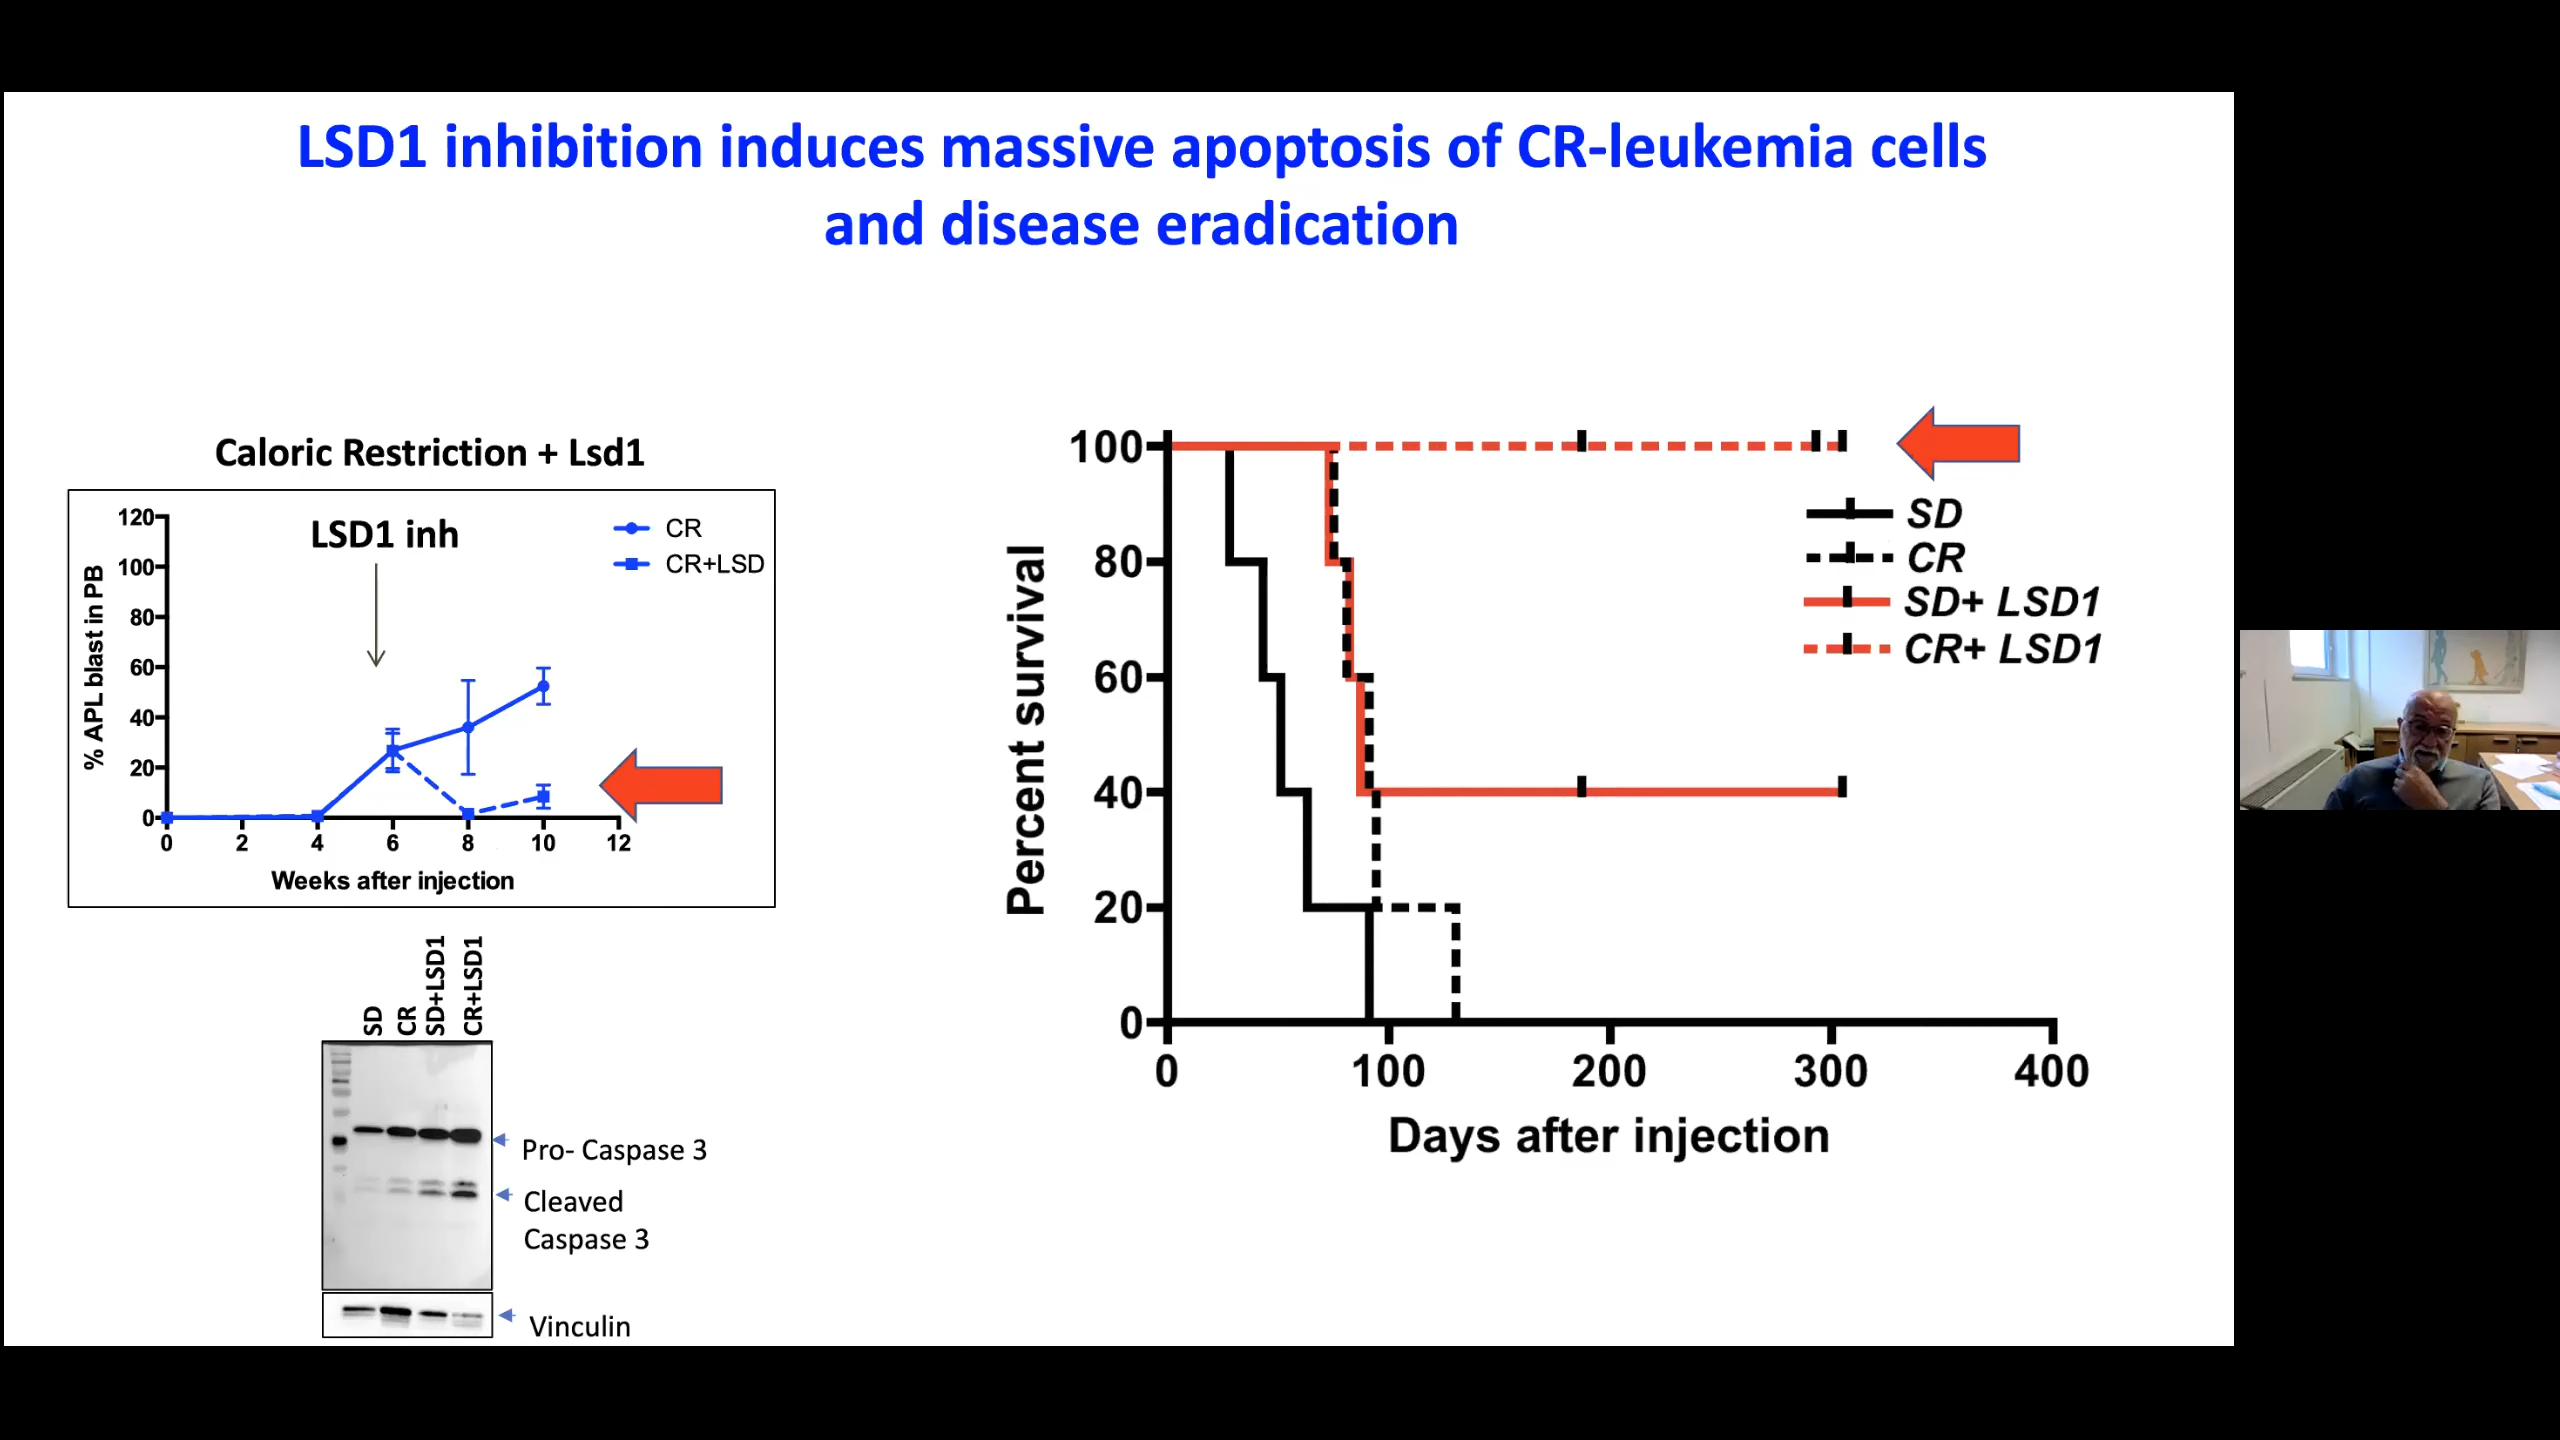 LSD1 inhibition induces massive apoptosis of CR-leukemia cells
and disease eradication
Caloric Restriction + Lsd1
LSD1 inh
CR
CR+LSD
% APL blast in PB
120
100
80
60
40
20
0
0 2 4 6 8 10 12
Weeks after injection
SD
CR
SD+LSD1
CR+LSD1
Pro- Caspase 3
Cleaved
Caspase 3
Vinculin
Percent survival
100
80
60
40
20
0
0 100 200 300 400
Days after injection
SD
CR
SD+ LSD1
CR+ LSD1